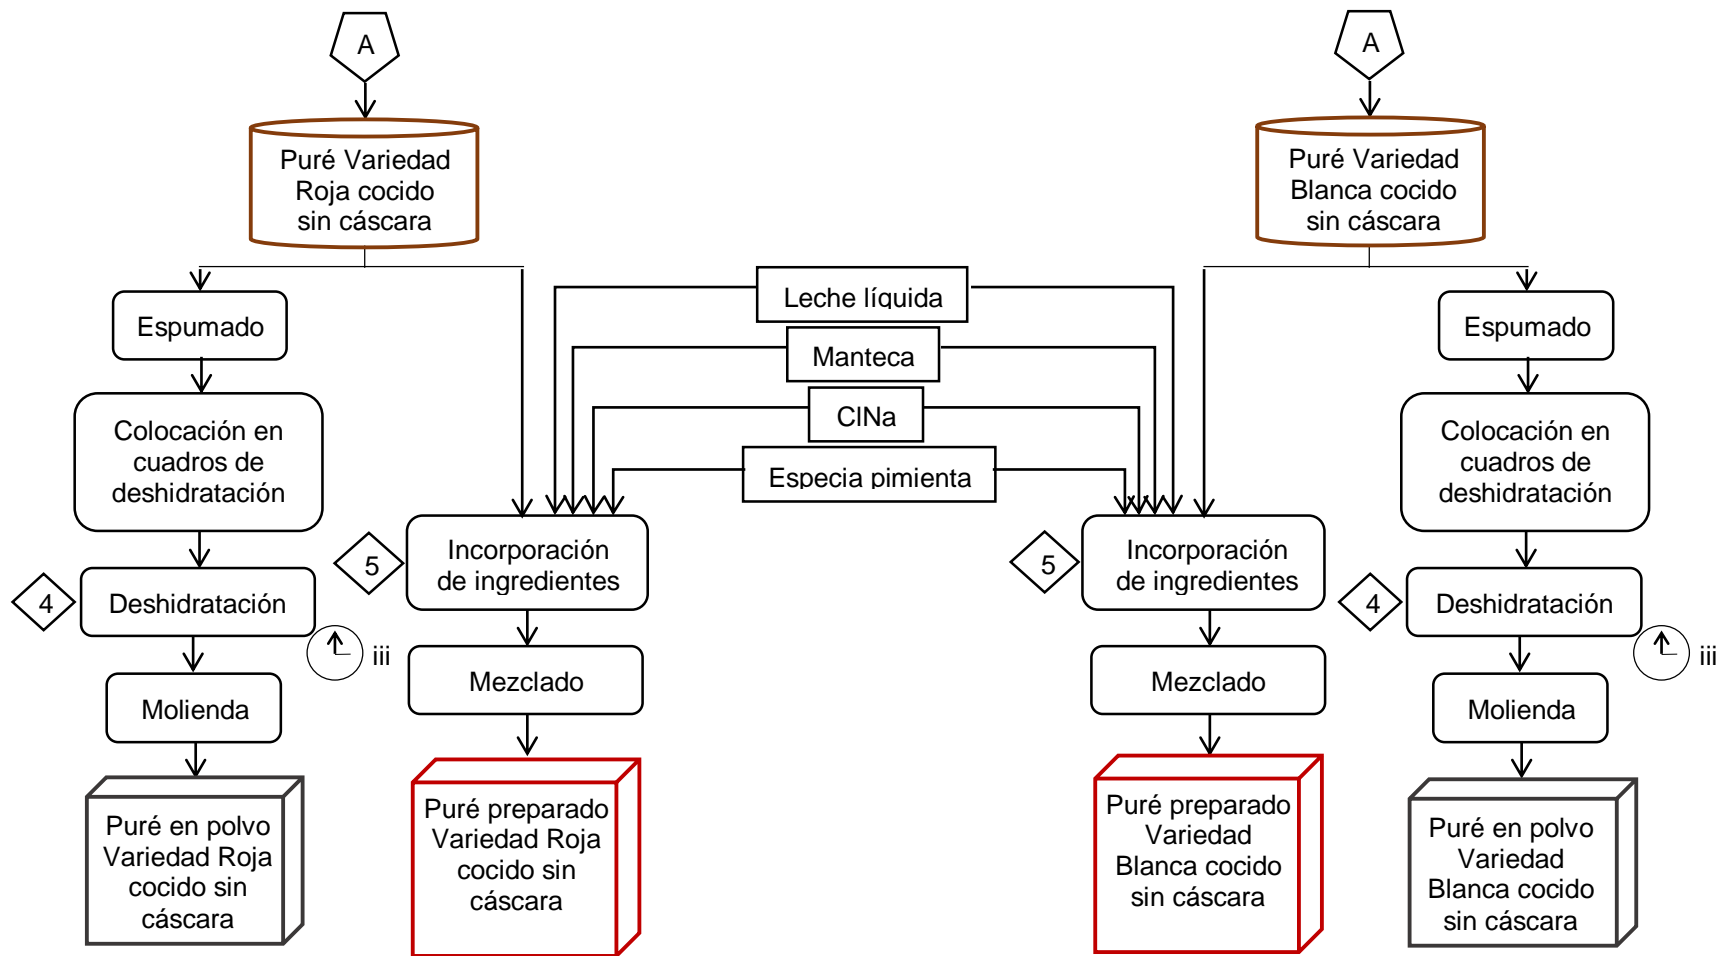 A
A
Puré Variedad
Roja cocido
sin cáscara
Puré Variedad
Blanca cocido
sin cáscara
Leche líquida
Manteca
ClNa
Especia pimienta
Espumado
Colocación en
cuadros de
deshidratación
4
Deshidratación
iii
Molienda
Puré en polvo
Variedad Roja
cocido sin
cáscara
5
Incorporación
de ingredientes
Mezclado
Puré preparado
Variedad Roja
cocido sin
cáscara
5
Incorporación
de ingredientes
Mezclado
Puré preparado
Variedad
Blanca cocido
sin cáscara
Espumado
Colocación en
cuadros de
deshidratación
4
Deshidratación
iii
Molienda
Puré en polvo
Variedad
Blanca cocido
sin cáscara